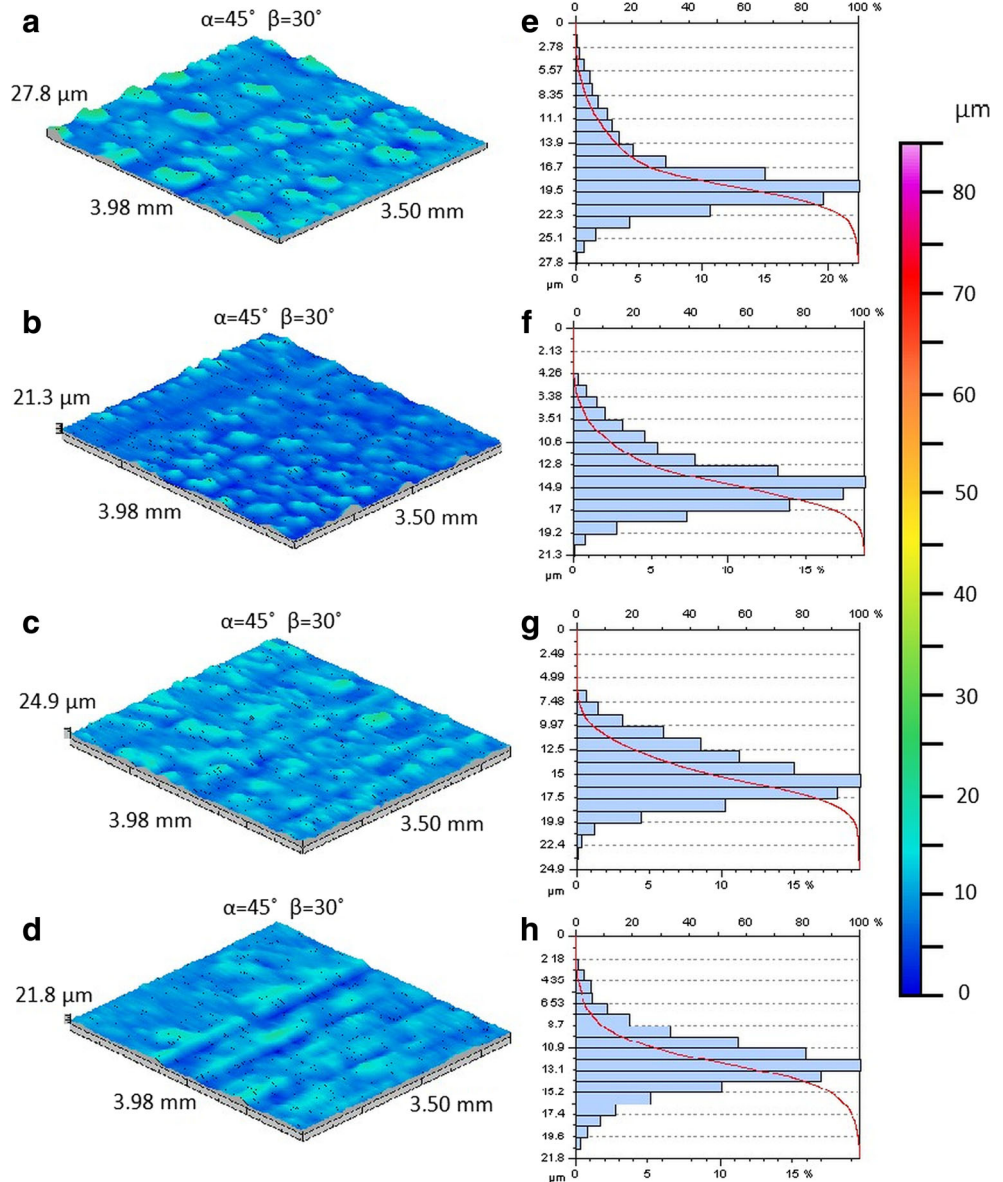 a
α=45° β=30°
27.8 µm
3.98 mm
3.50 mm
e
0 20 40 60 80 100 %
0
2.78
5.57
8.35
11.1
13.9
16.7
19.5
22.3
25.1
27.8
µm
0 5 10 15 20 %
b
α=45° β=30°
21.3 µm
3.98 mm
3.50 mm
f
0 20 40 60 80 100 %
0
2.13
4.26
6.38
8.51
10.6
12.8
14.9
17
19.2
21.3
µm
0 5 10 15 %
c
α=45° β=30°
24.9 µm
3.98 mm
3.50 mm
g
0 20 40 60 80 100 %
0
2.49
4.99
7.48
9.97
12.5
15
17.5
19.9
22.4
24.9
µm
0 5 10 15 %
d
α=45° β=30°
21.8 µm
3.98 mm
3.50 mm
h
0 20 40 60 80 100 %
0
2.18
4.35
6.53
8.7
10.9
13.1
15.2
17.4
19.6
21.8
µm
0 5 10 15 %
µm
80
70
60
50
40
30
20
10
0